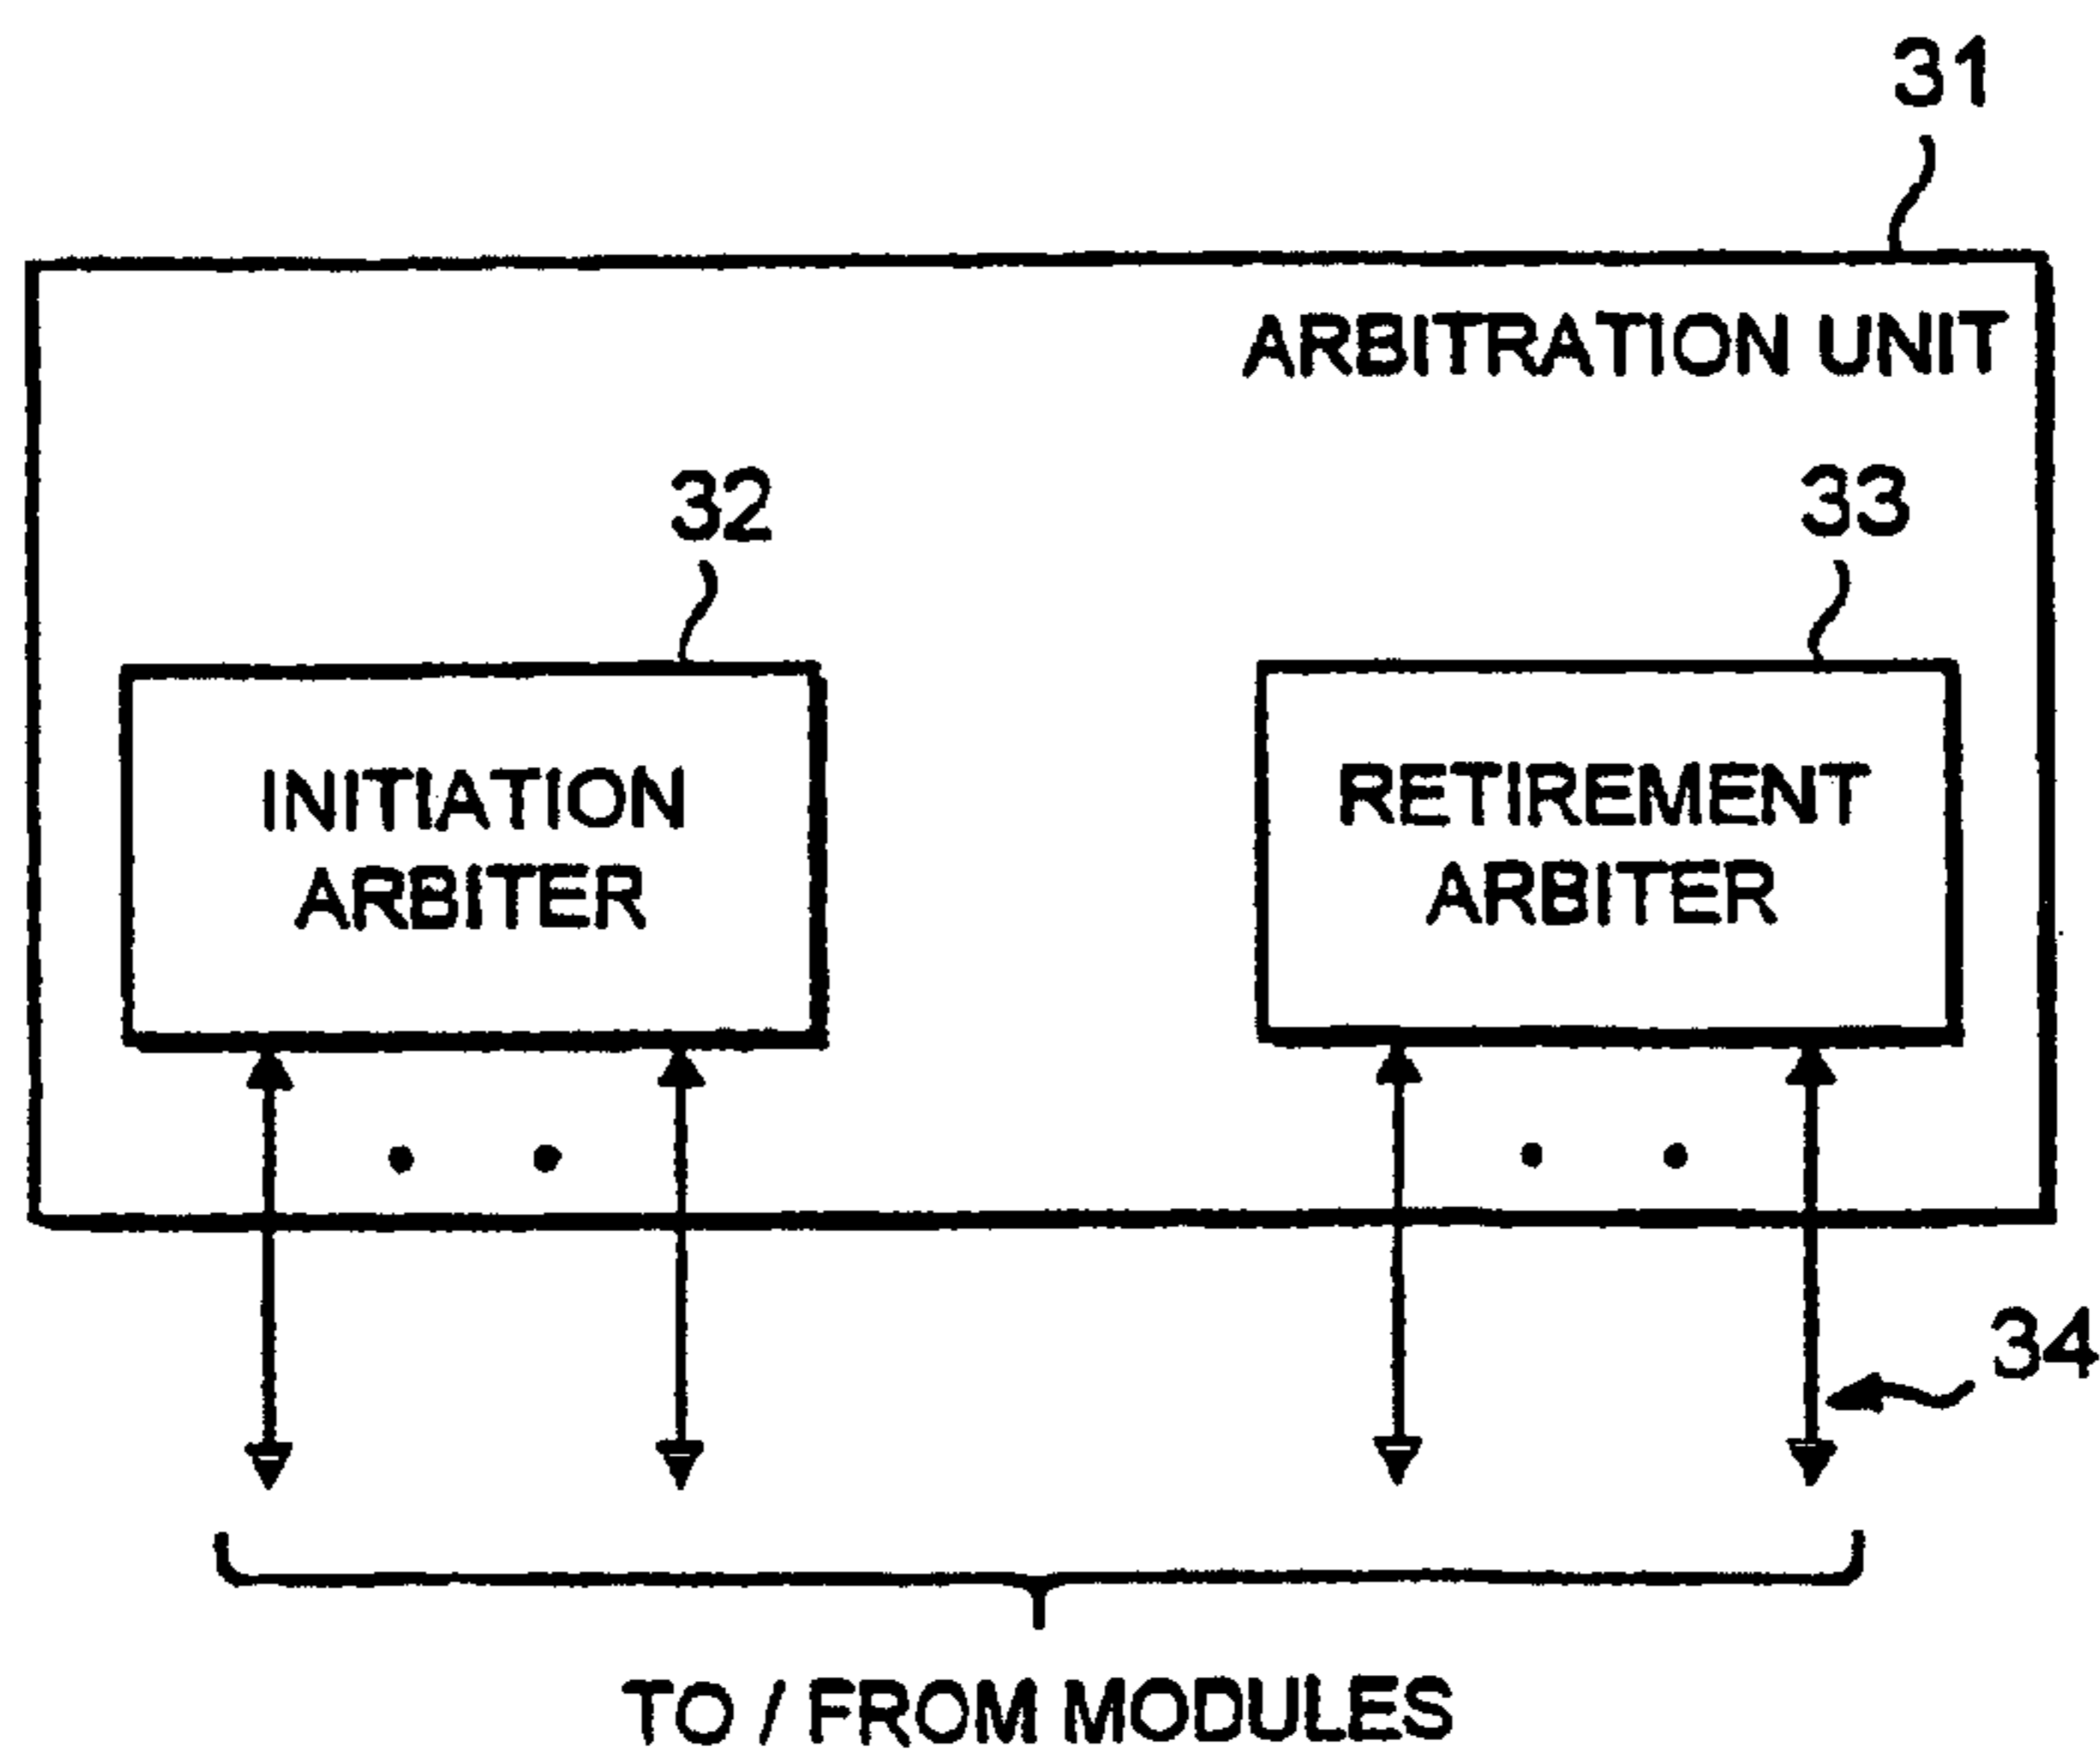 31
ARBITRATION UNIT
32
33
INITIATION
ARBITER
RETIREMENT
ARBITER
34
TO / FROM MODULES